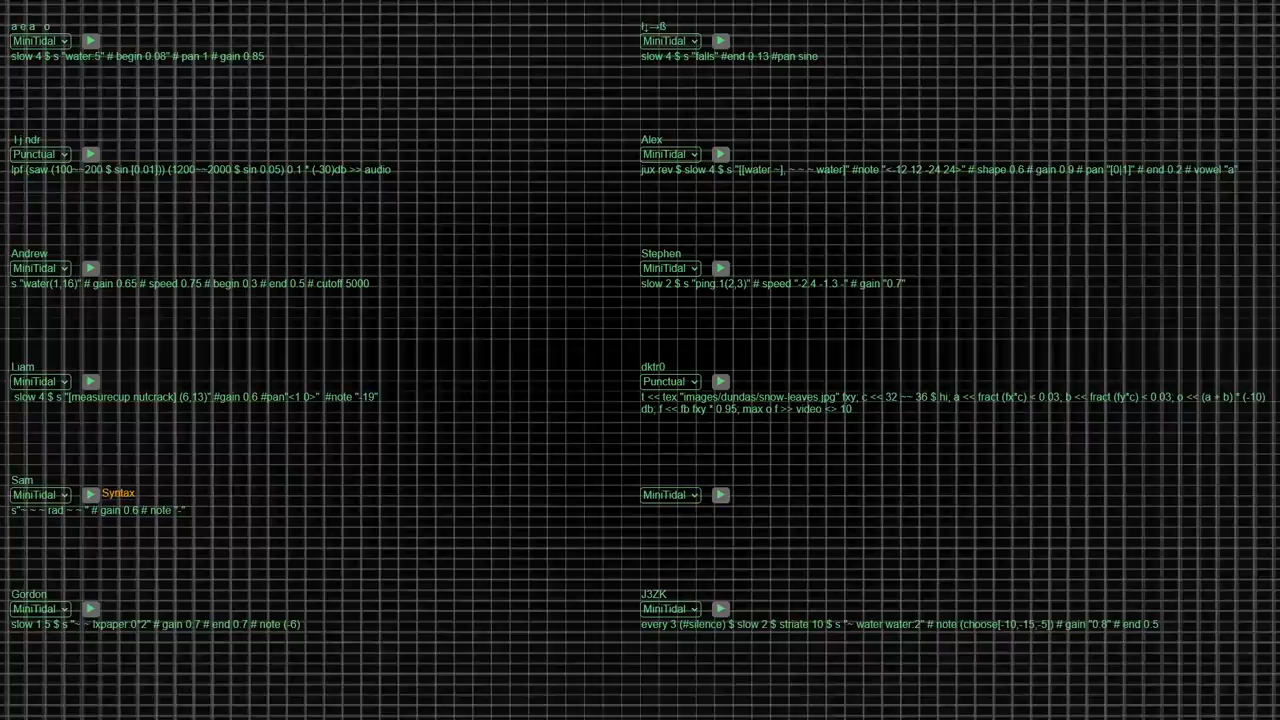 a e a o
MiniTidal
slow 4 $ s "water:5" # begin 0.08" # pan 1 # gain 0.85
MiniTidal
slow 4 $ s "falls" #end 0.13 #pan sine
l j ndr
Punctual
lpf (saw (100~~200 $ sin [0.01])) (1200~~2000 $ sin 0.05) 0.1 * (-30)db >> audio
Alex
MiniTidal
jux rev $ slow 4 $ s "[[water ~], ~ ~ ~ water]" #note "<-12 12 -24 24>" # shape 0.6 # gain 0.9 # pan "[0|1]" # end 0.2 # vowel "a"
Andrew
MiniTidal
s "water(1,16)" # gain 0.65 # speed 0.75 # begin 0.3 # end 0.5 # cutoff 5000
Stephen
MiniTidal
slow 2 $ s "ping:1(2,3)" # speed "-2.4 -1.3 -" # gain "0.7"
Liam
MiniTidal
slow 4 $ s "[measurecup nutcrack] (6,13)" #gain 0.6 #pan"<1 0>" #note "-19"
dktr0
Punctual
t << tex "images/dundas/snow-leaves.jpg" fxy; c << 32 ~~ 36 $ hi; a << fract (fx*c) < 0.03; b << fract (fy*c) < 0.03; o << (a + b) * (-10)
db; f << fb fxy * 0.95; max o f >> video <> 10
Sam
MiniTidal
Syntax
s"~ ~ ~ rad ~ ~ " # gain 0.6 # note "-"
MiniTidal
Gordon
MiniTidal
slow 1.5 $ s "~ ~ lxpaper:0*2" # gain 0.7 # end 0.7 # note (-6)
J3ZK
MiniTidal
every 3 (#silence) $ slow 2 $ striate 10 $ s "~ water water:2" # note (choose[-10,-15,-5]) # gain "0.8" # end 0.5